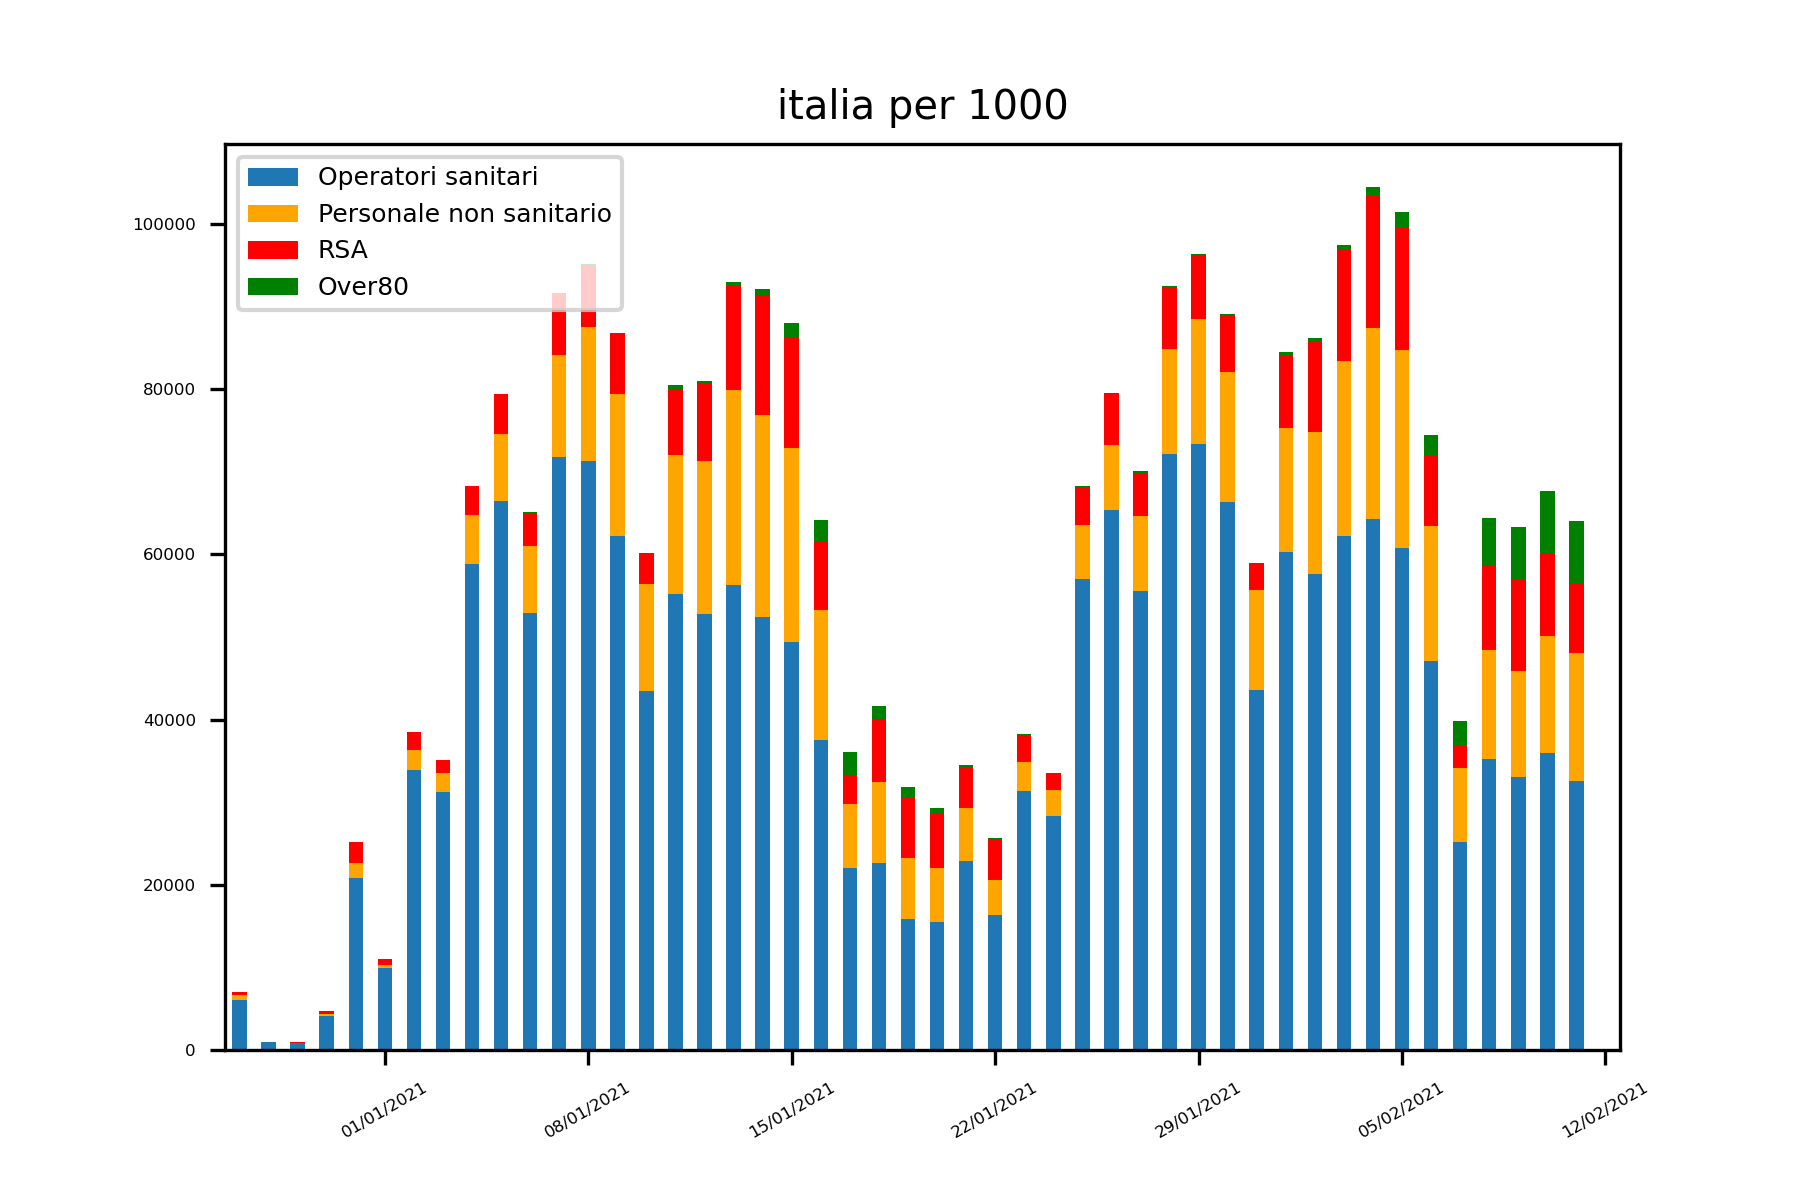 italia per 1000
Operatori sanitari
Personale non sanitario
RSA
Over80
100000
80000
60000
40000
20000
0
01/01/2021
08/01/2021
15/01/2021
22/01/2021
29/01/2021
05/02/2021
12/02/2021